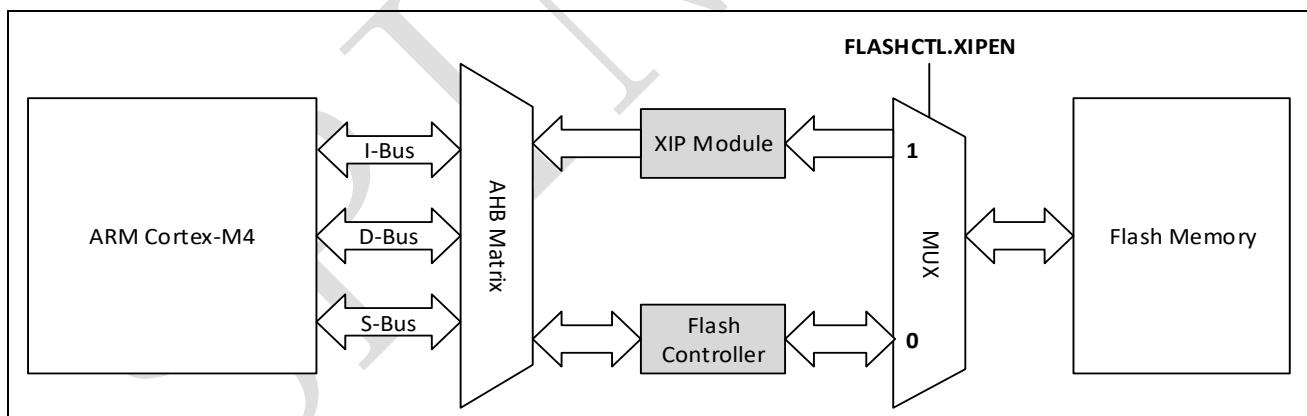 FLASHCTL.XIPEN
ARM Cortex-M4
I-Bus
D-Bus
S-Bus
AHB Matrix
XIP Module
Flash
Controller
1
MUX
0
Flash Memory